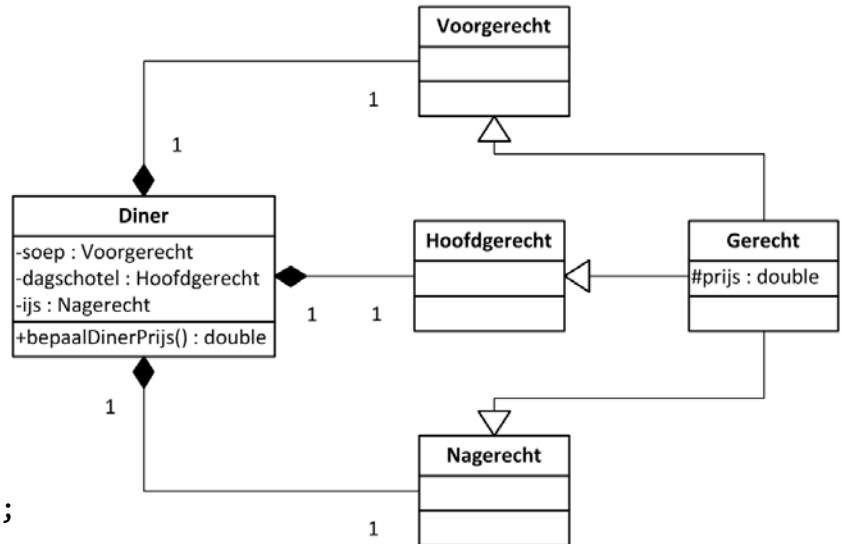 Voorgerecht
1
1
Diner
-soep : Voorgerecht
-dagschotel : Hoofdgerecht
-ijs : Nagerecht
+bepaalDinerPrijs() : double
Hoofdgerecht
1
1
Gerecht
#prijs : double
1
Nagerecht
1
;